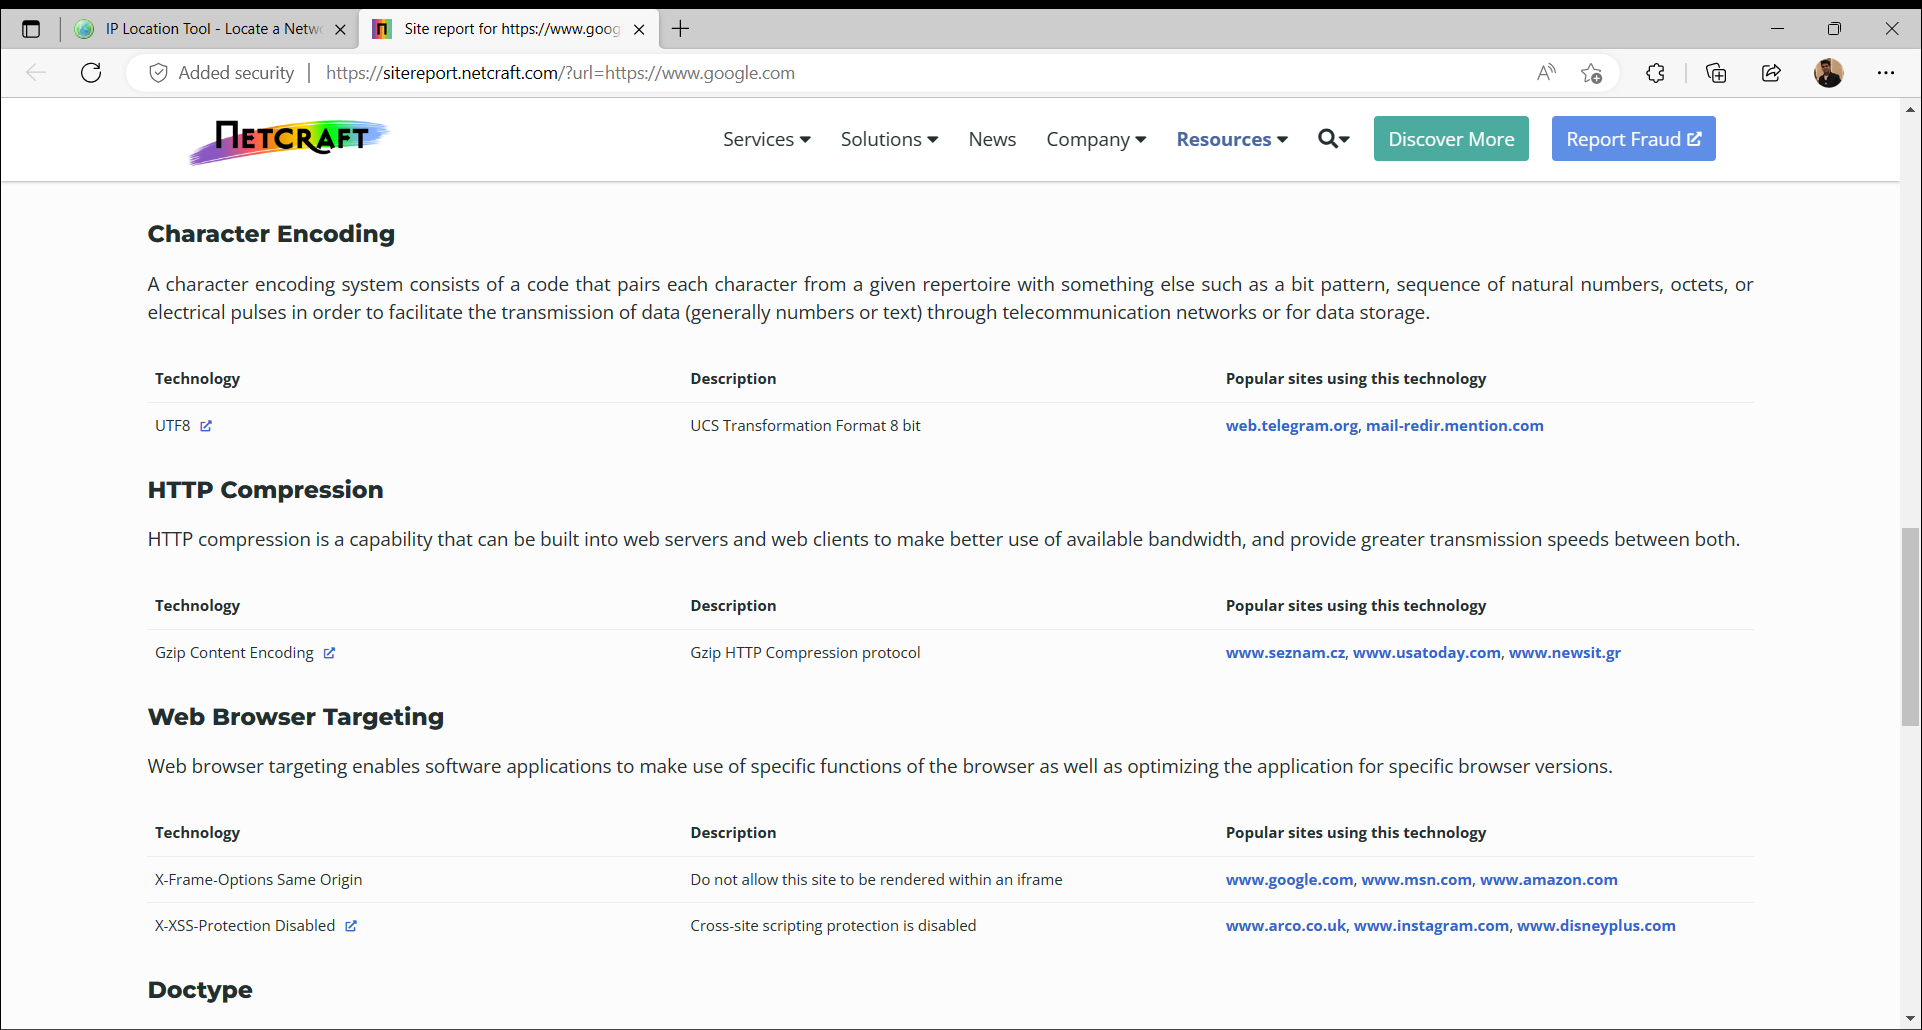 IP Location Tool - Locate a Netw
Site report for https://www.goog
Added security
https://sitereport.netcraft.com/?url=https://www.google.com
NETCRAFT
Services
Solutions
News
Company
Resources
Discover More
Report Fraud
Character Encoding
A character encoding system consists of a code that pairs each character from a given repertoire with something else such as a bit pattern, sequence of natural numbers, octets, or
electrical pulses in order to facilitate the transmission of data (generally numbers or text) through telecommunication networks or for data storage.
Technology Description Popular sites using this technology
UTF8 UCS Transformation Format 8 bit web.telegram.org, mail-redir.mention.com
HTTP Compression
HTTP compression is a capability that can be built into web servers and web clients to make better use of available bandwidth, and provide greater transmission speeds between both.
Technology Description Popular sites using this technology
Gzip Content Encoding Gzip HTTP Compression protocol www.seznam.cz, www.usatoday.com, www.newsit.gr
Web Browser Targeting
Web browser targeting enables software applications to make use of specific functions of the browser as well as optimizing the application for specific browser versions.
Technology Description Popular sites using this technology
X-Frame-Options Same Origin Do not allow this site to be rendered within an iframe www.google.com, www.msn.com, www.amazon.com
X-XSS-Protection Disabled Cross-site scripting protection is disabled www.arco.co.uk, www.instagram.com, www.disneyplus.com
Doctype